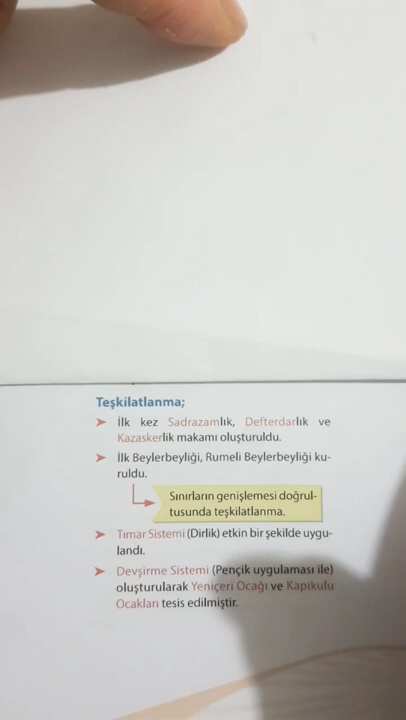 Teşkilatlanma;
➤ İlk kez Sadrazamlık, Defterdarlık ve
Kazaskerlik makamı oluşturuldu.
➤ İlk Beylerbeyliği, Rumeli Beylerbeyliği ku-
ruldu.
Sınırların genişlemesi doğrul-
tusunda teşkilatlanma.
➤ Tımar Sistemi (Dirlik) etkin bir şekilde uygu-
landı.
➤ Devşirme Sistemi (Pençik uygulaması ile)
oluşturularak Yeniçeri Ocağı ve Kapıkulu
Ocakları tesis edilmiştir.